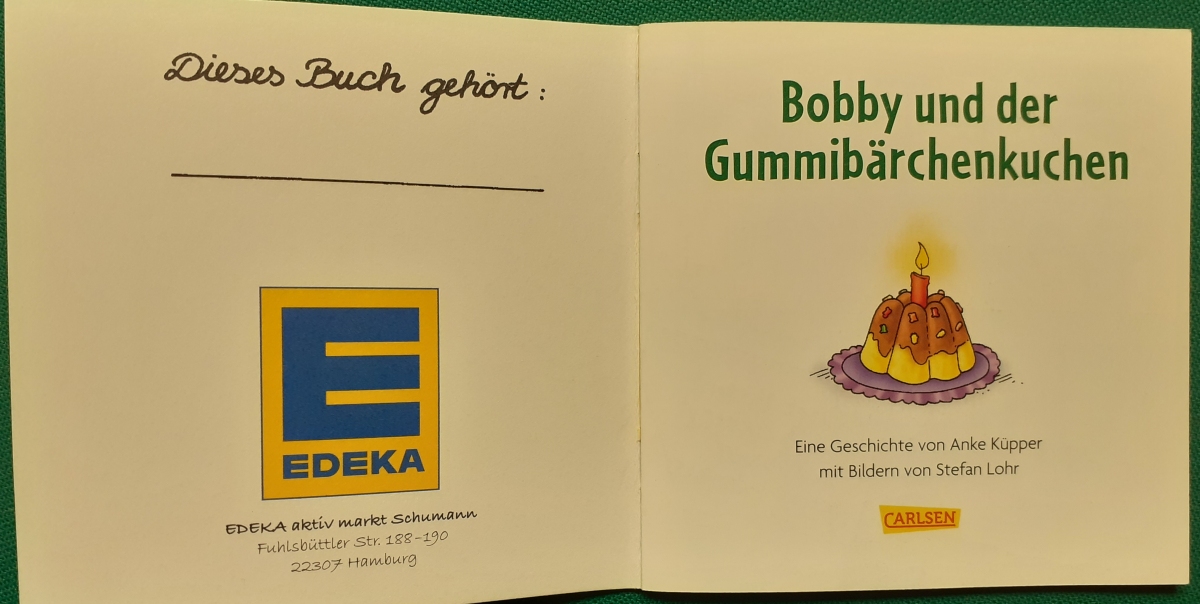 Dieses Buch gehört:
EDEKA
EDEKA aktiv markt Schumann
Fuhlsbüttler Str. 188-190
22307 Hamburg
Bobby und der
Gummibärchenkuchen
Eine Geschichte von Anke Küpper
mit Bildern von Stefan Lohr
CARLSEN